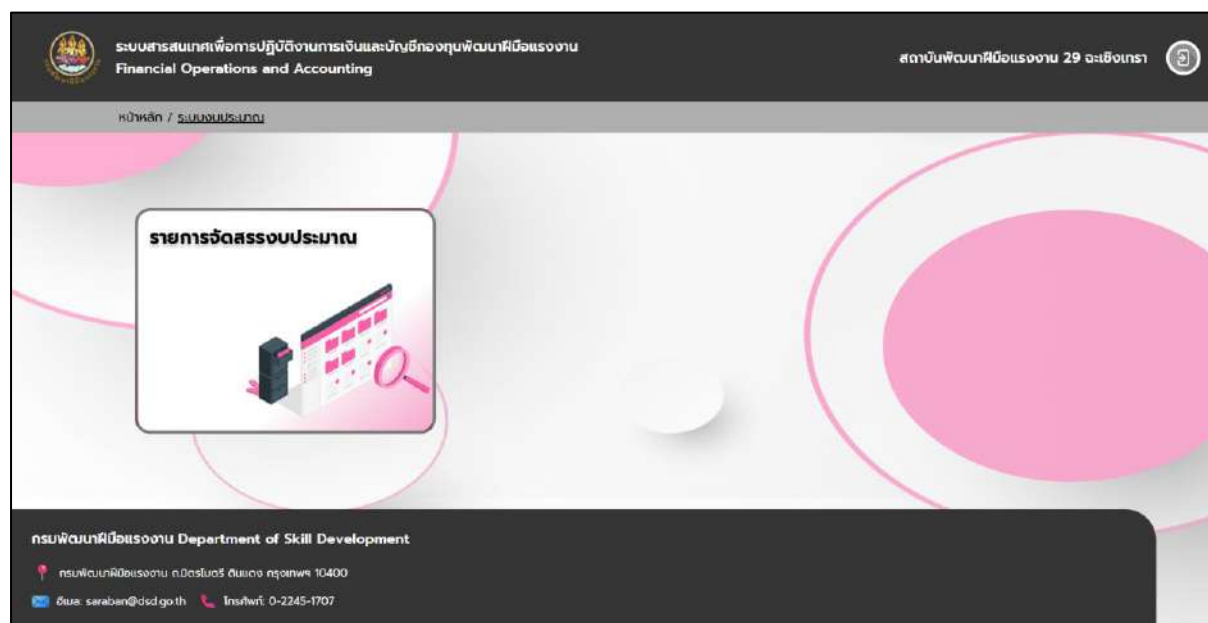 ระบบสารสนเทศเพื่อการปฏิบัติงานการเงินและบัญชีกองทุนพัฒนาฝีมือแรงงาน
Financial Operations and Accounting
สถาบันพัฒนาฝีมือแรงงาน 29 ฉะเชิงเทรา
หน้าหลัก / ระบบงบประมาณ
รายการจัดสรรงบประมาณ
กรมพัฒนาฝีมือแรงงาน Department of Skill Development
กรมพัฒนาฝีมือแรงงาน ถ.มิตรไมตรี ดินแดง กรุงเทพฯ 10400
อีเมล: saraban@dsd.go.th โทรศัพท์: 0-2245-1707